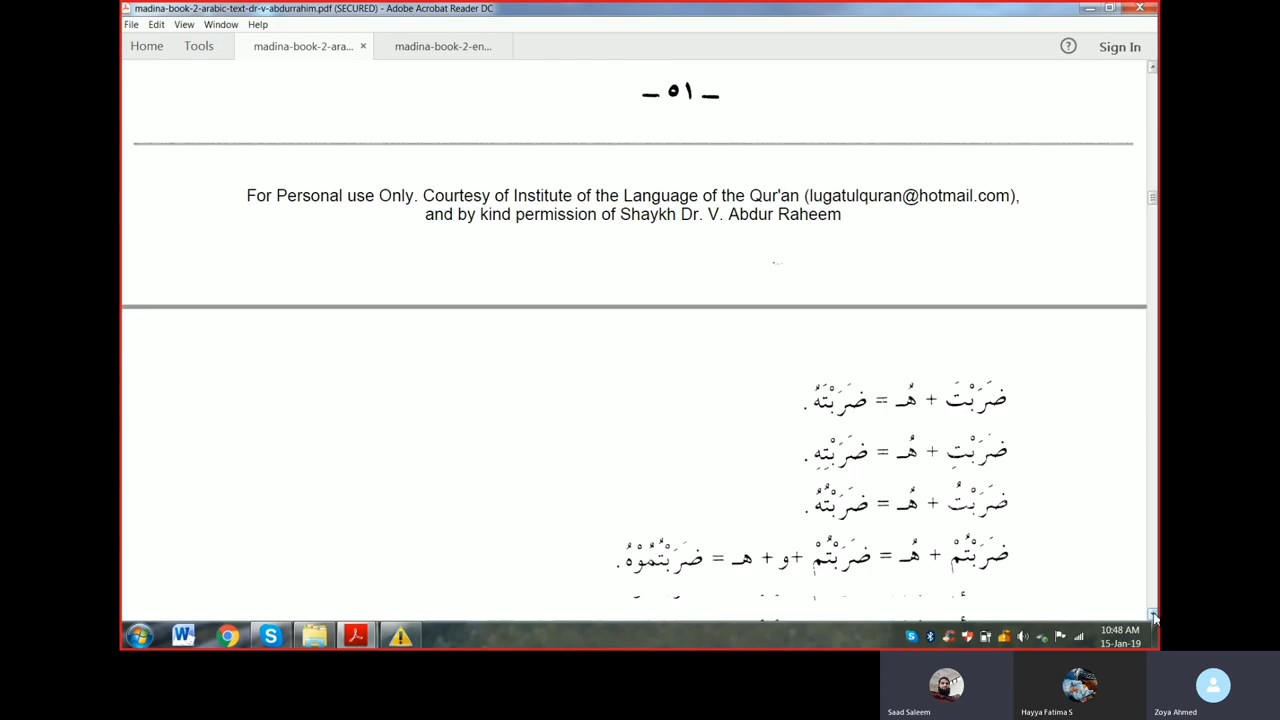 madina-book-2-arabic-text-dr-v-abdurrahim.pdf (SECURED) - Adobe Acrobat Reader DC
File Edit View Window Help
Home Tools madina-book-2-ara... × madina-book-2-en... Sign In
– ٥١ –
For Personal use Only. Courtesy of Institute of the Language of the Qur'an (lugatulquran@hotmail.com),
and by kind permission of Shaykh Dr. V. Abdur Raheem
ضَرَبْتَ + هُـ = ضَرَبْتَهُ .
ضَرَبْتِ + هُـ = ضَرَبْتِهِ .
ضَرَبْتُ + هُـ = ضَرَبْتُهُ .
ضَرَبْتُمْ + هُـ = ضَرَبْتُمْ +و + هـ = ضَرَبْتُمُوْهُ .
10:48 AM
15-Jan-19
Saad Saleem
Hayya Fatima S
Zoya Ahmed